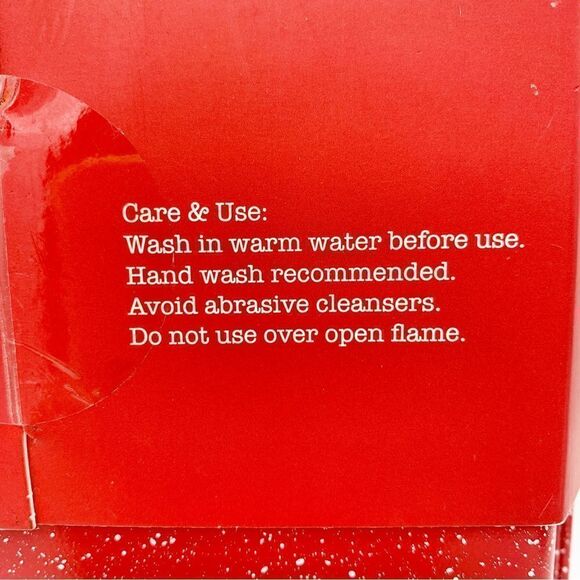 Care & Use:
Wash in warm water before use.
Hand wash recommended.
Avoid abrasive cleansers.
Do not use over open flame.